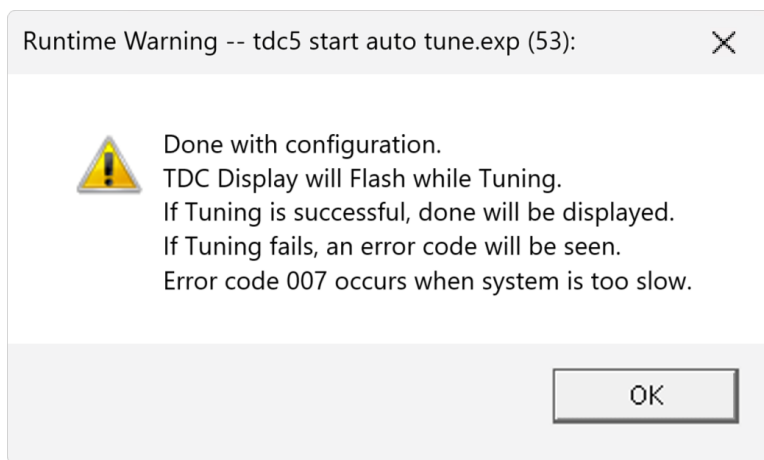 Runtime Warning -- tdc5 start auto tune.exp (53):
Done with configuration.
TDC Display will Flash while Tuning.
If Tuning is successful, done will be displayed.
If Tuning fails, an error code will be seen.
Error code 007 occurs when system is too slow.
OK